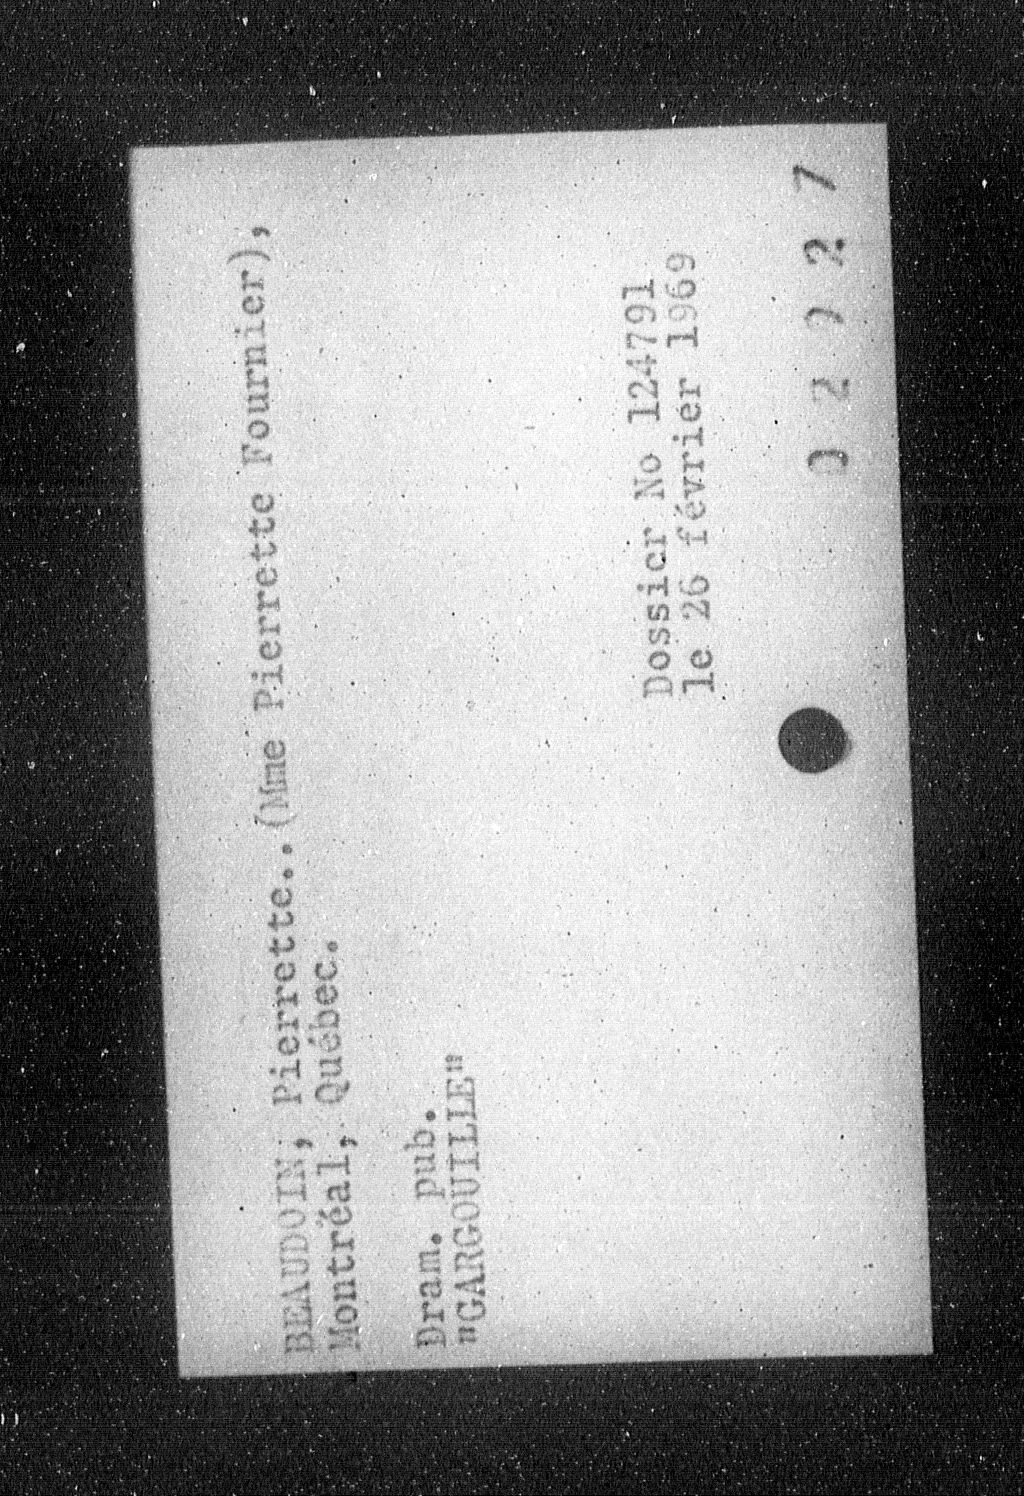 BEAUDOIN, Pierrette..(Mme Pierrette Fournier),
Montréal, Québec.
Dram. pub.
"GARGOUILLE"
Dossier No 124791
le 26 février 1969